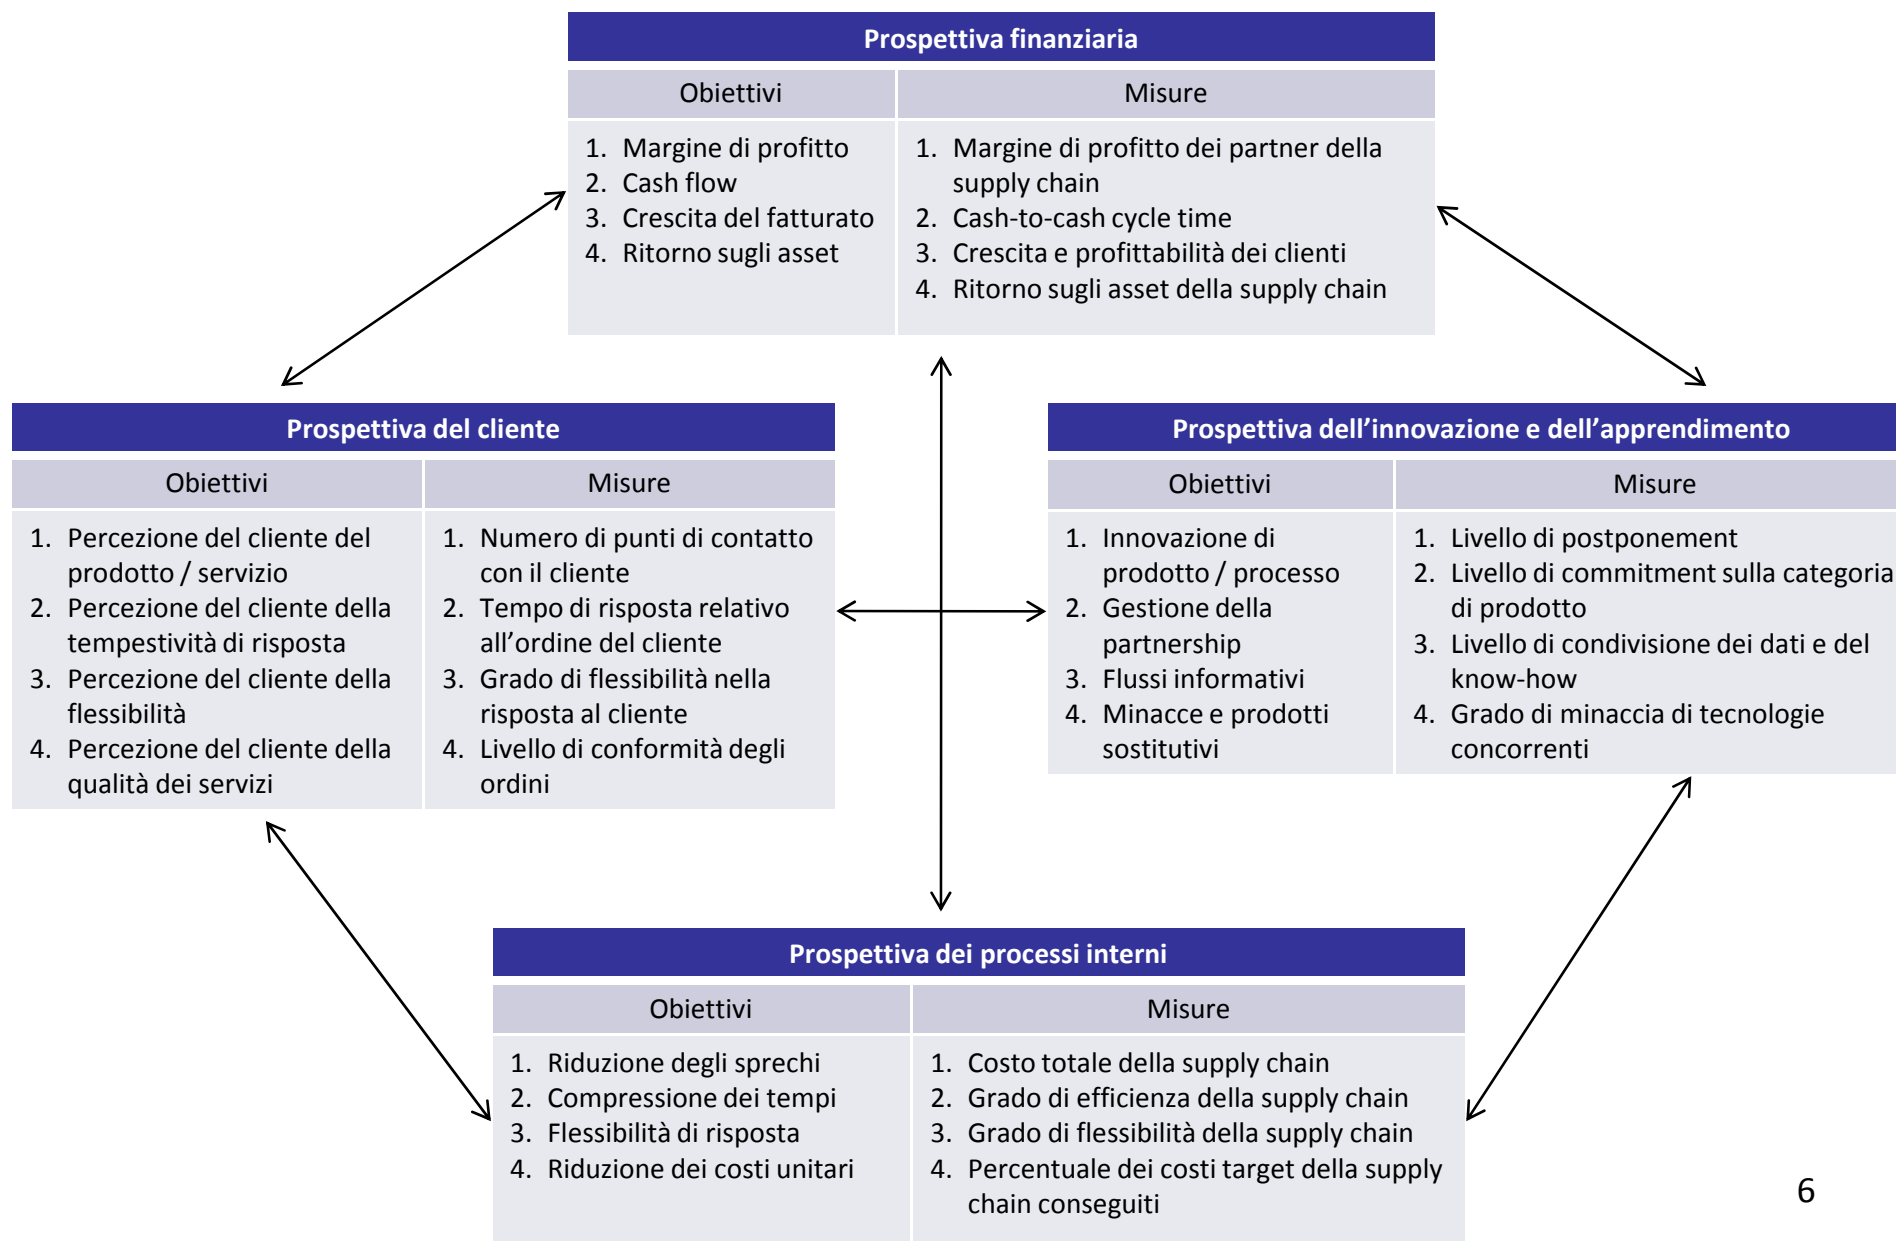 Prospettiva finanziaria
Obiettivi
Misure
1. Margine di profitto
2. Cash flow
3. Crescita del fatturato
4. Ritorno sugli asset
1. Margine di profitto dei partner della
supply chain
2. Cash-to-cash cycle time
3. Crescita e profittabilità dei clienti
4. Ritorno sugli asset della supply chain
Prospettiva del cliente
Obiettivi
Misure
1. Percezione del cliente del
prodotto / servizio
2. Percezione del cliente della
tempestività di risposta
3. Percezione del cliente della
flessibilità
4. Percezione del cliente della
qualità dei servizi
1. Numero di punti di contatto
con il cliente
2. Tempo di risposta relativo
all’ordine del cliente
3. Grado di flessibilità nella
risposta al cliente
4. Livello di conformità degli
ordini
Prospettiva dell’innovazione e dell’apprendimento
Obiettivi
Misure
1. Innovazione di
prodotto / processo
2. Gestione della
partnership
3. Flussi informativi
4. Minacce e prodotti
sostitutivi
1. Livello di postponement
2. Livello di commitment sulla categoria
di prodotto
3. Livello di condivisione dei dati e del
know-how
4. Grado di minaccia di tecnologie
concorrenti
Prospettiva dei processi interni
Obiettivi
Misure
1. Riduzione degli sprechi
2. Compressione dei tempi
3. Flessibilità di risposta
4. Riduzione dei costi unitari
1. Costo totale della supply chain
2. Grado di efficienza della supply chain
3. Grado di flessibilità della supply chain
4. Percentuale dei costi target della supply
chain conseguiti
6